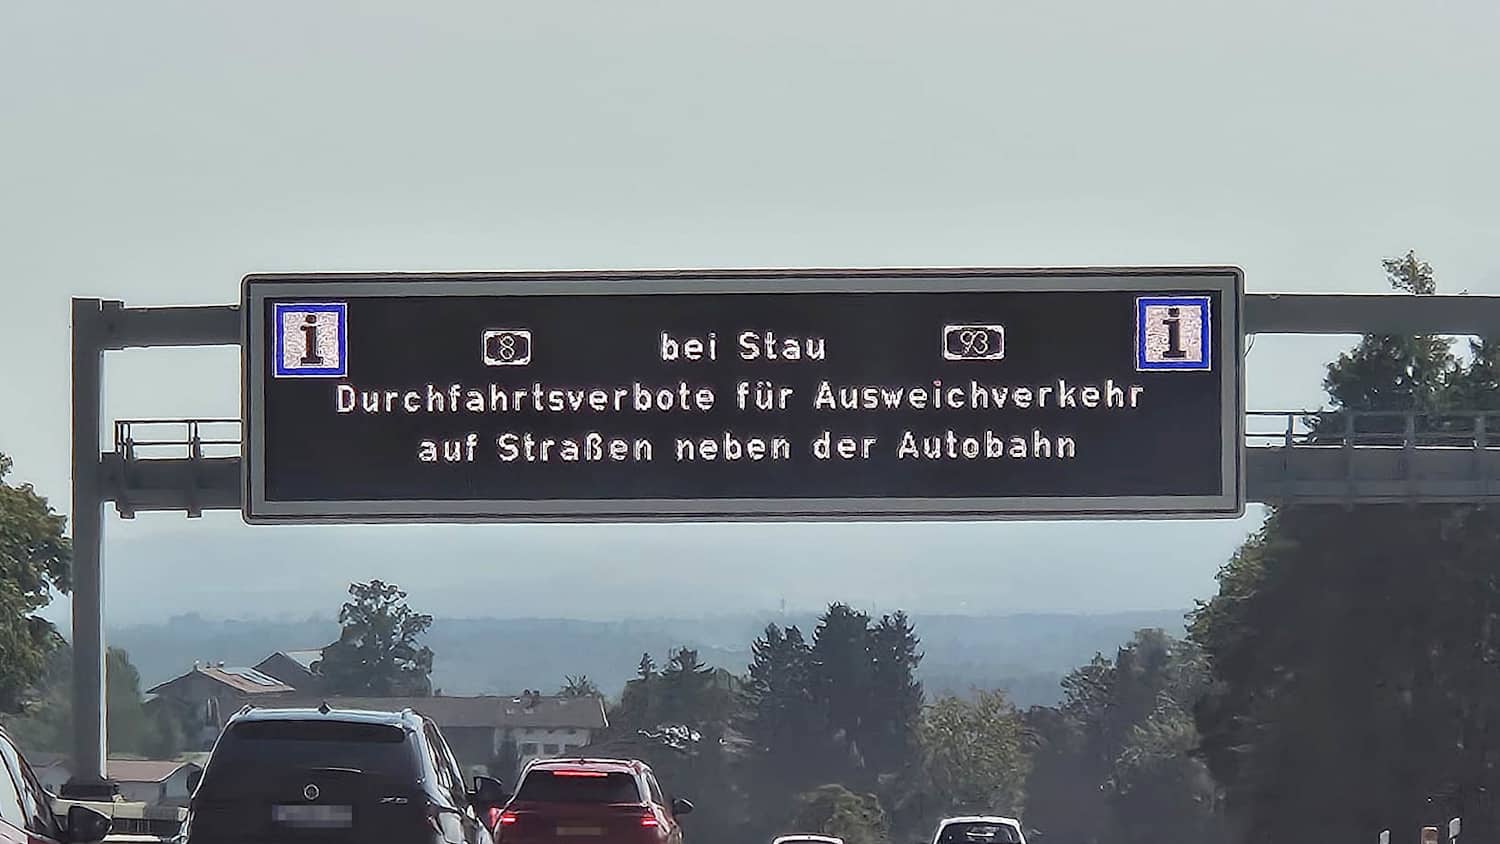 i 8 bei Stau 93 i
Durchfahrtsverbote für Ausweichverkehr
auf Straßen neben der Autobahn